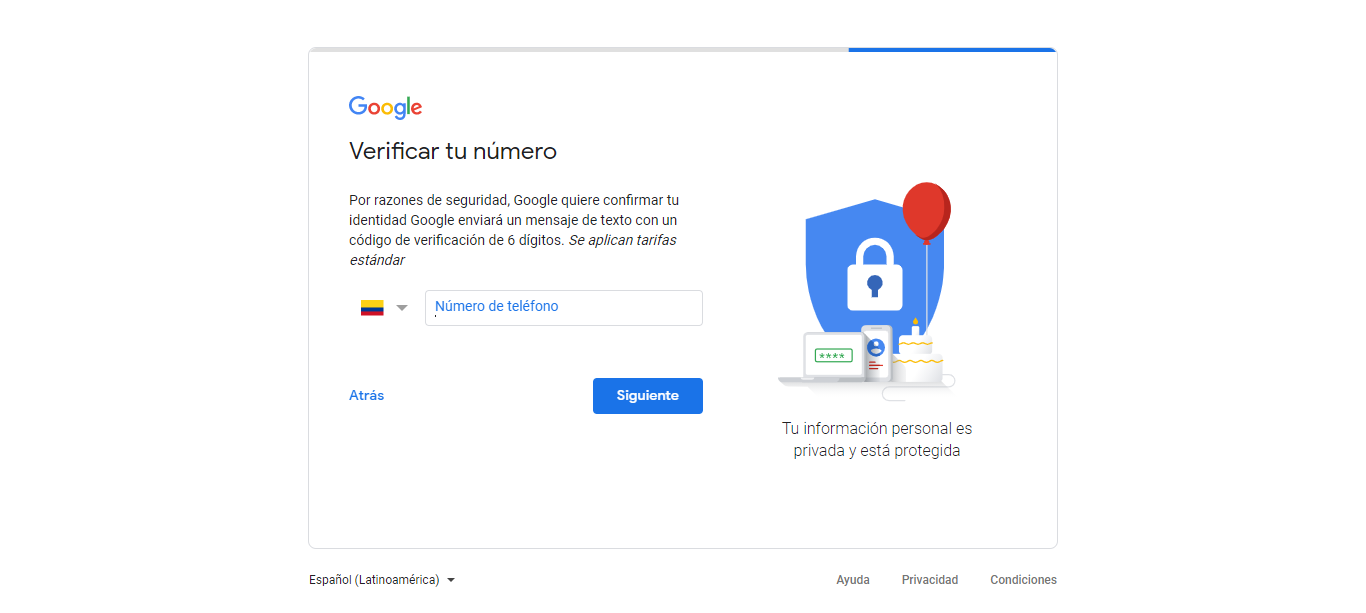 Google
Verificar tu número
Por razones de seguridad, Google quiere confirmar tu
identidad Google enviará un mensaje de texto con un
código de verificación de 6 dígitos. Se aplican tarifas
estándar
Número de teléfono
Atrás
Siguiente
****
Tu información personal es
privada y está protegida
Español (Latinoamérica)
Ayuda
Privacidad
Condiciones